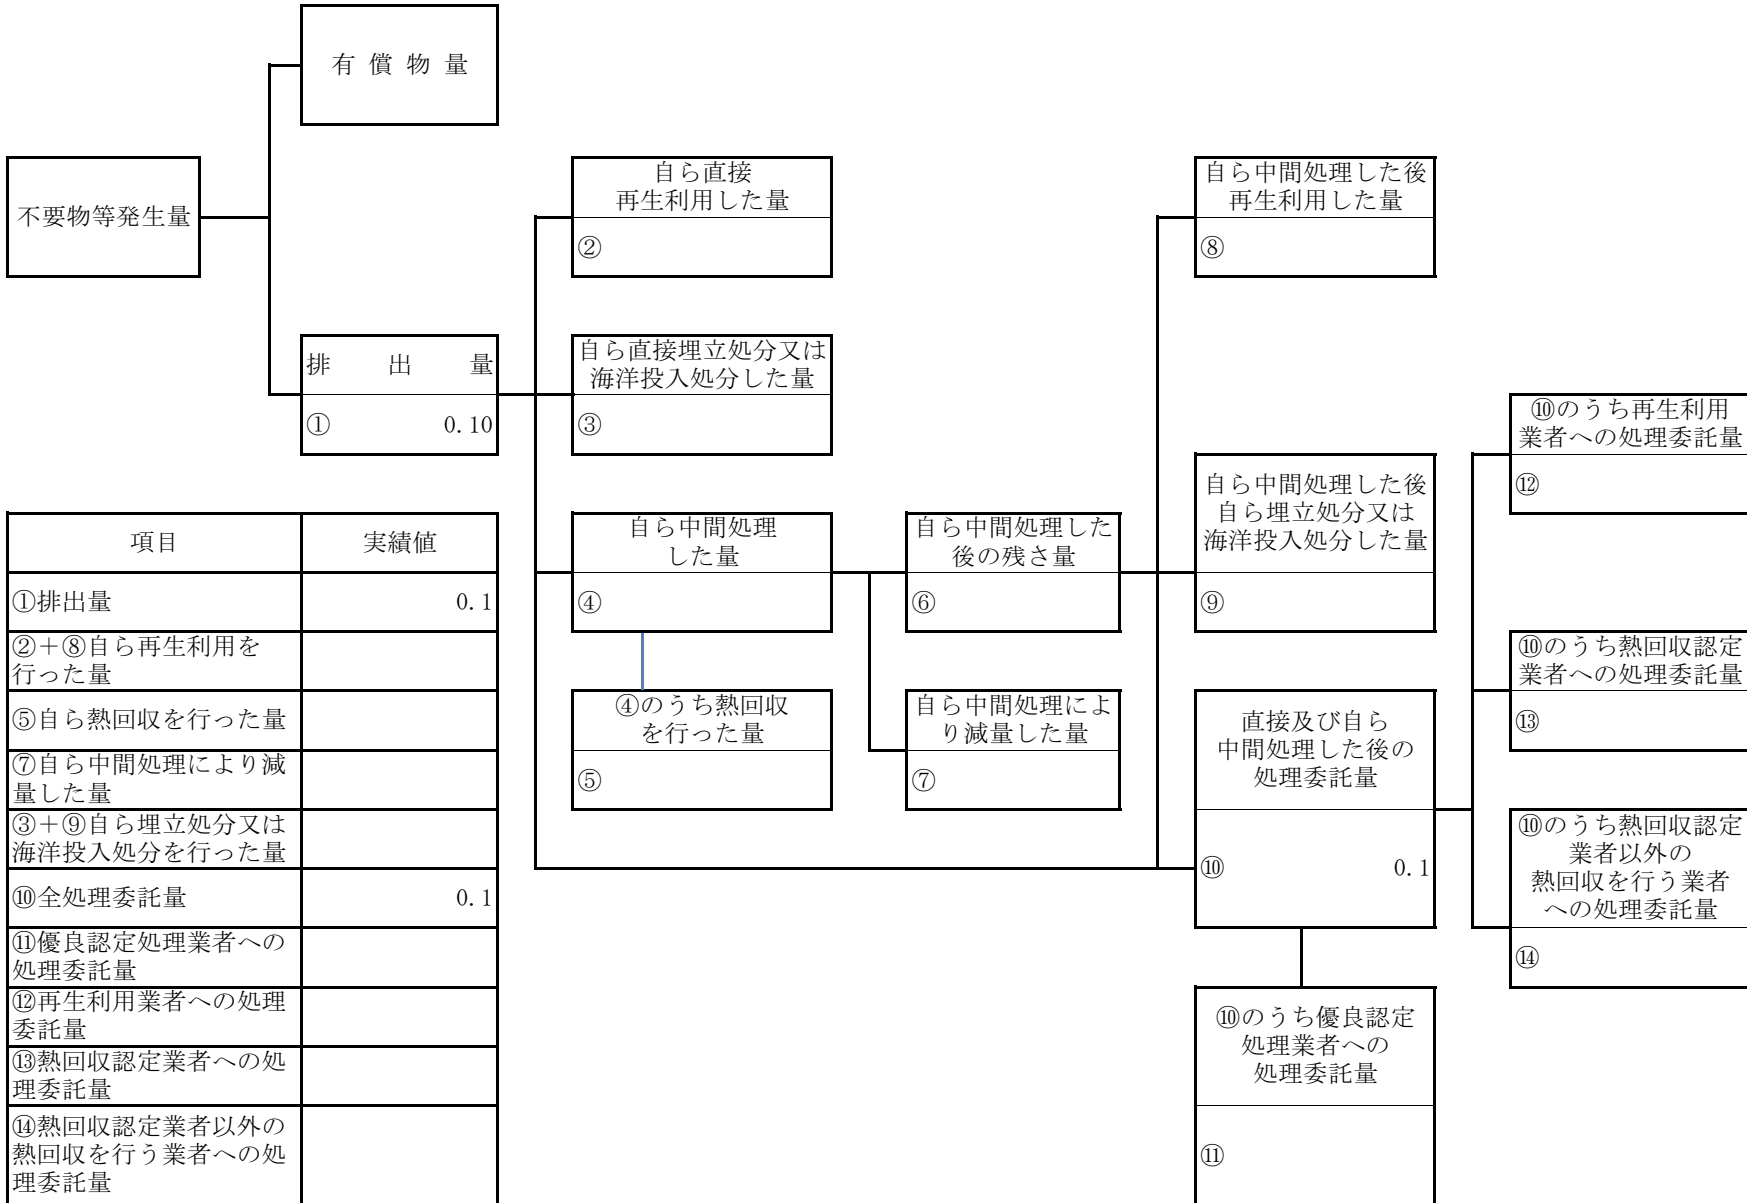 有償物量
不要物等発生量
排出量
① 0.10
自ら直接
再生利用した量
②
自ら直接埋立処分又は
海洋投入処分した量
③
自ら中間処理
した量
④
④のうち熱回収
を行った量
⑤
自ら中間処理した
後の残さ量
⑥
自ら中間処理によ
り減量した量
⑦
自ら中間処理した後
再生利用した量
⑧
自ら中間処理した後
自ら埋立処分又は
海洋投入処分した量
⑨
直接及び自ら
中間処理した後の
処理委託量
⑩ 0.1
⑩のうち優良認定
処理業者への
処理委託量
⑪
⑩のうち再生利用
業者への処理委託量
⑫
⑩のうち熱回収認定
業者への処理委託量
⑬
⑩のうち熱回収認定
業者以外の
熱回収を行う業者
への処理委託量
⑭
項目 実績値
①排出量 0.1
②＋⑧自ら再生利用を
行った量
⑤自ら熱回収を行った量
⑦自ら中間処理により減
量した量
③＋⑨自ら埋立処分又は
海洋投入処分を行った量
⑩全処理委託量 0.1
⑪優良認定処理業者への
処理委託量
⑫再生利用業者への処理
委託量
⑬熱回収認定業者への処
理委託量
⑭熱回収認定業者以外の
熱回収を行う業者への処
理委託量